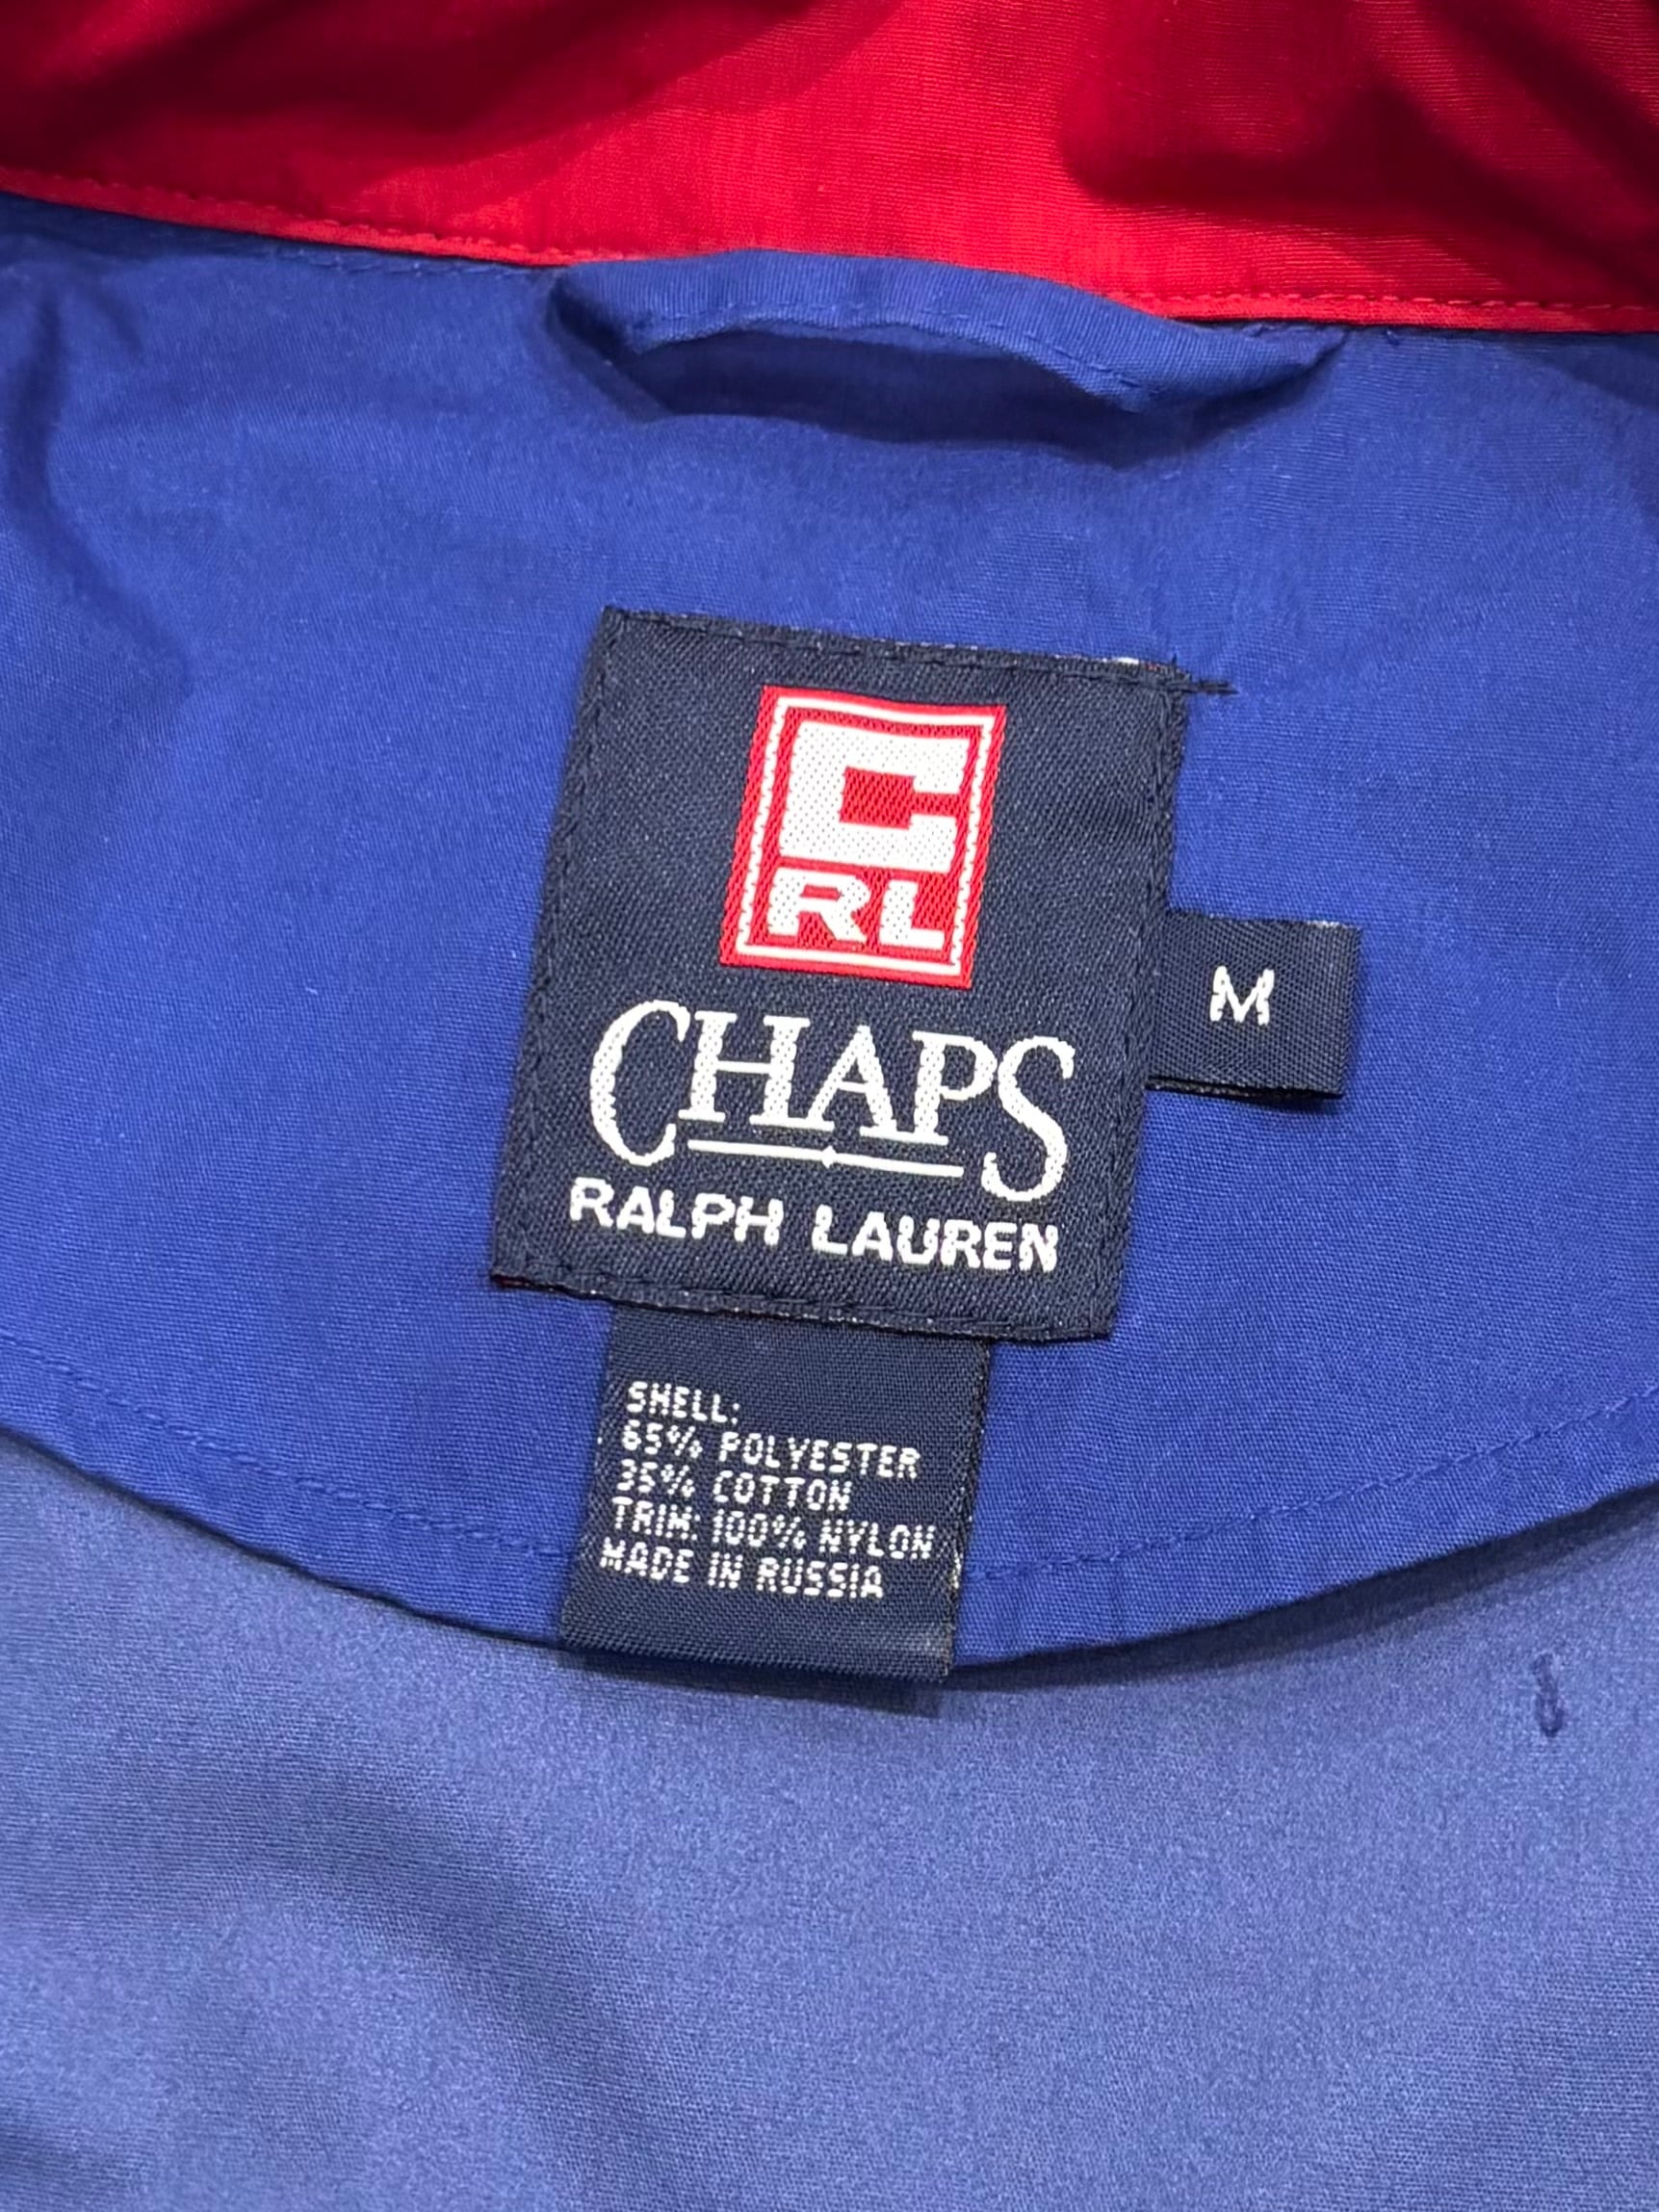 C
RL
CHAPS
RALPH LAUREN
M
SHELL:
65% POLYESTER
35% COTTON
TRIM: 100% NYLON
MADE IN RUSSIA